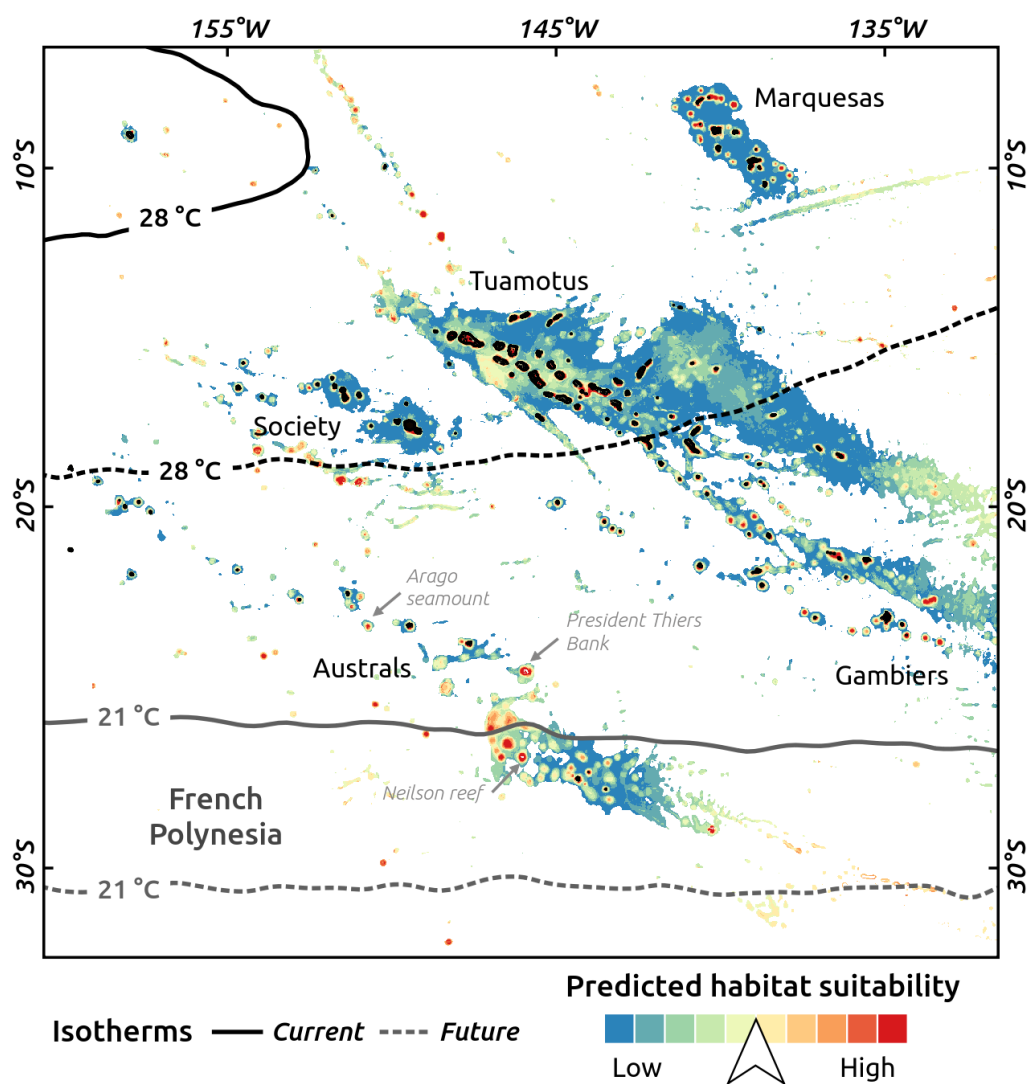 155°W
145°W
135°W
Marquesas
10°S
10°S
28 °C
Tuamotus
Society
28 °C
20°S
20°S
Arago
seamount
President Thiers
Bank
Australs
Gambiers
21 °C
Neilson reef
French
Polynesia
30°S
30°S
21 °C
Predicted habitat suitability
Isotherms
Current
Future
Low
High